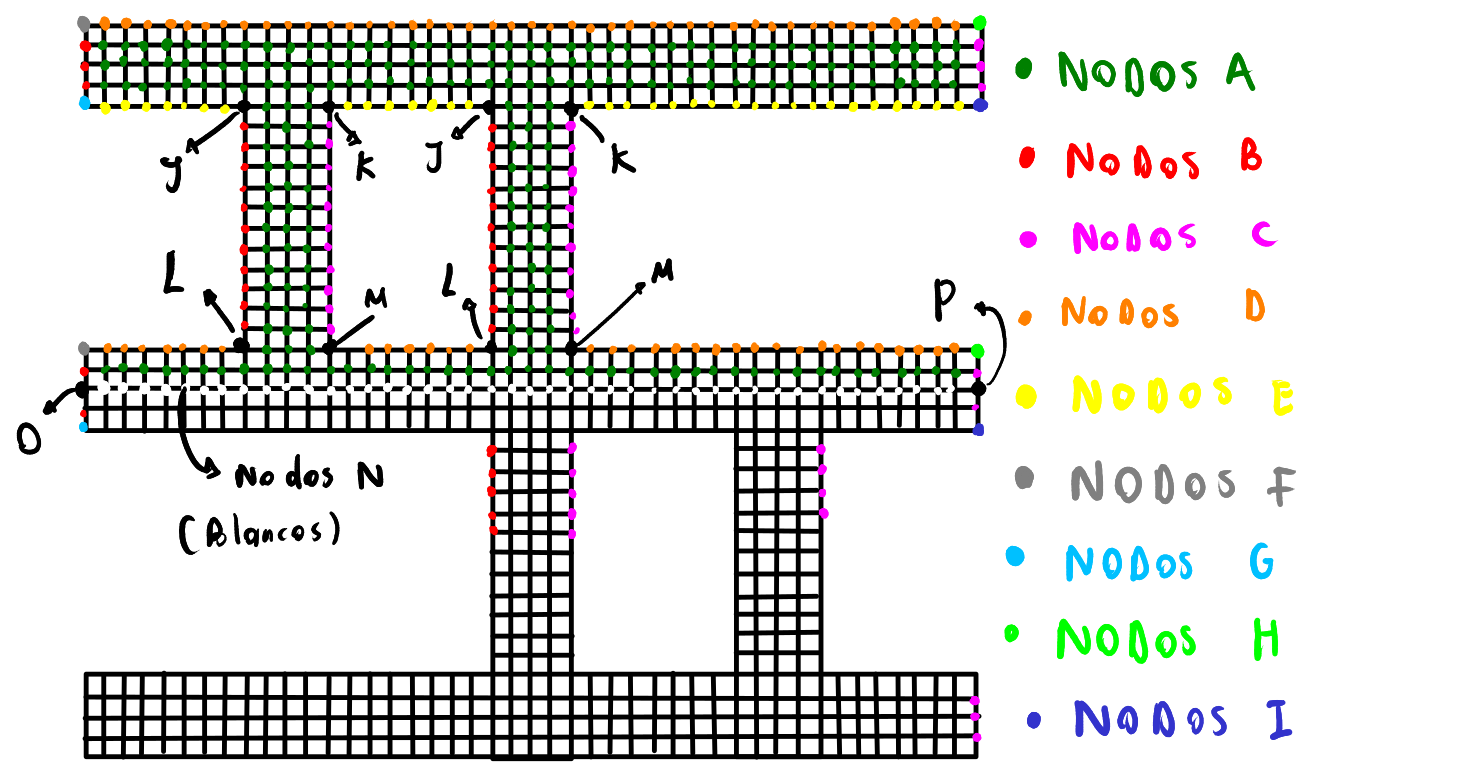 NODOS A
J
K
J
K
NODOS B
NODOS C
L
M
L
M
P
NODOS D
NODOS E
O
Nodos N
(Blancos)
NODOS F
NODOS G
NODOS H
NODOS I